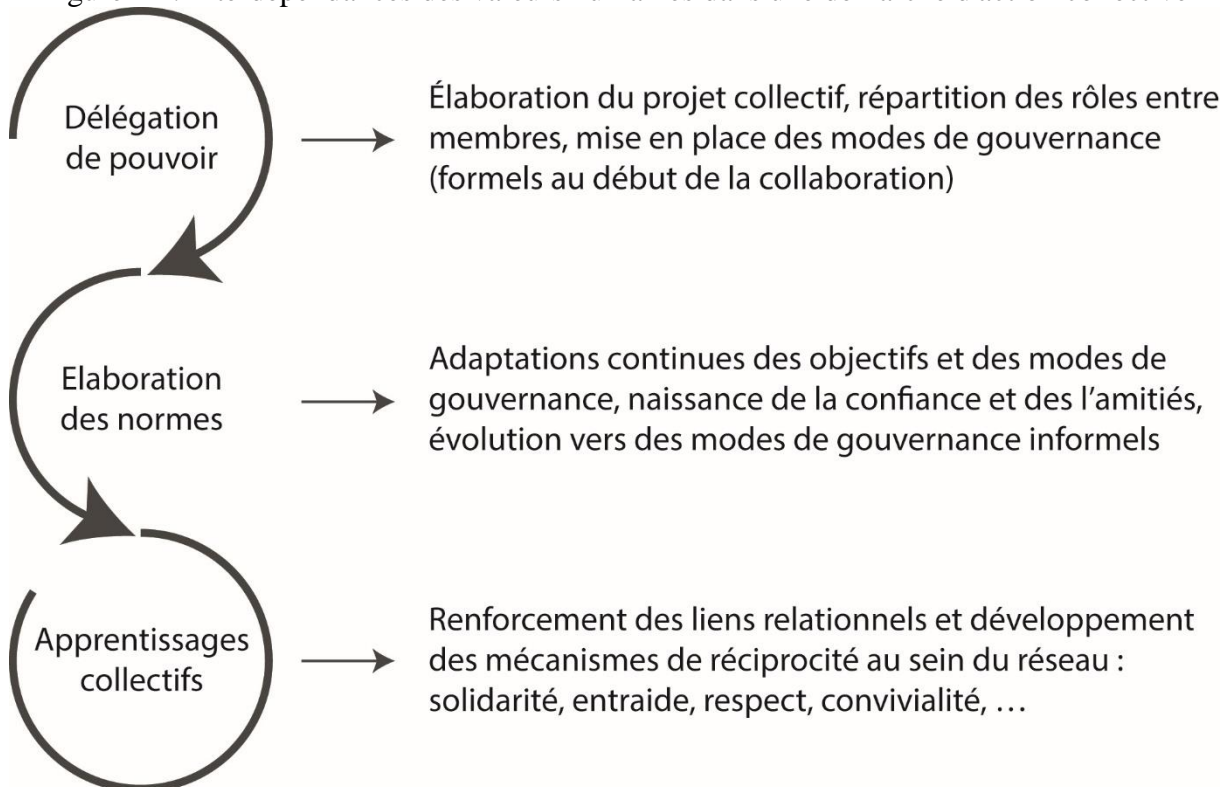 Délégation
de pouvoir
Élaboration du projet collectif, répartition des rôles entre
membres, mise en place des modes de gouvernance
(formels au début de la collaboration)
Elaboration
des normes
Adaptations continues des objectifs et des modes de
gouvernance, naissance de la confiance et des l'amitiés,
évolution vers des modes de gouvernance informels
Apprentissages
collectifs
Renforcement des liens relationnels et développement
des mécanismes de réciprocité au sein du réseau :
solidarité, entraide, respect, convivialité, …